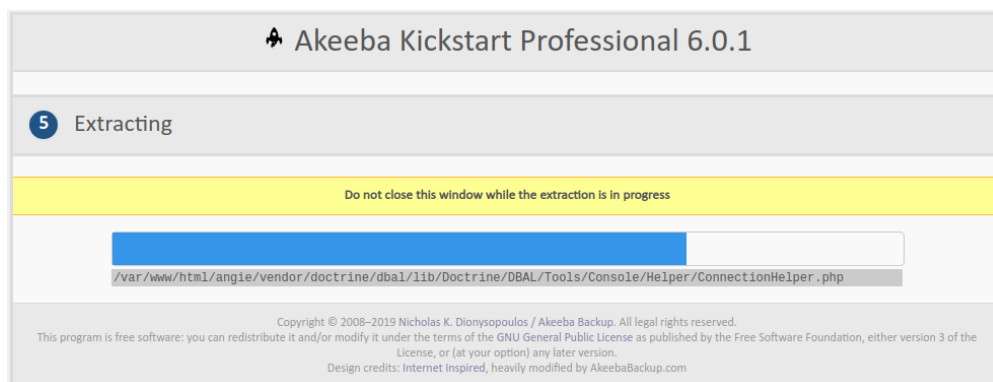 Akeeba Kickstart Professional 6.0.1
5 Extracting
Do not close this window while the extraction is in progress
/var/www/html/angie/vendor/doctrine/dbal/lib/Doctrine/DBAL/Tools/Console/Helper/ConnectionHelper.php
Copyright © 2008–2019 Nicholas K. Dionysopoulos / Akeeba Backup. All legal rights reserved.
This program is free software: you can redistribute it and/or modify it under the terms of the GNU General Public License as published by the Free Software Foundation, either version 3 of the
License, or (at your option) any later version.
Design credits: Internet Inspired, heavily modified by AkeebaBackup.com